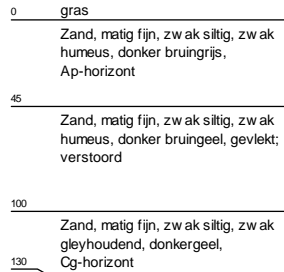 0 gras
Zand, matig fijn, zwak siltig, zwak
humeus, donker bruingrijs,
Ap-horizont
45
Zand, matig fijn, zwak siltig, zwak
humeus, donker bruingeel, gevlekt;
verstoord
100
Zand, matig fijn, zwak siltig, zwak
gleyhoudend, donkergeel,
130 Cg-horizont